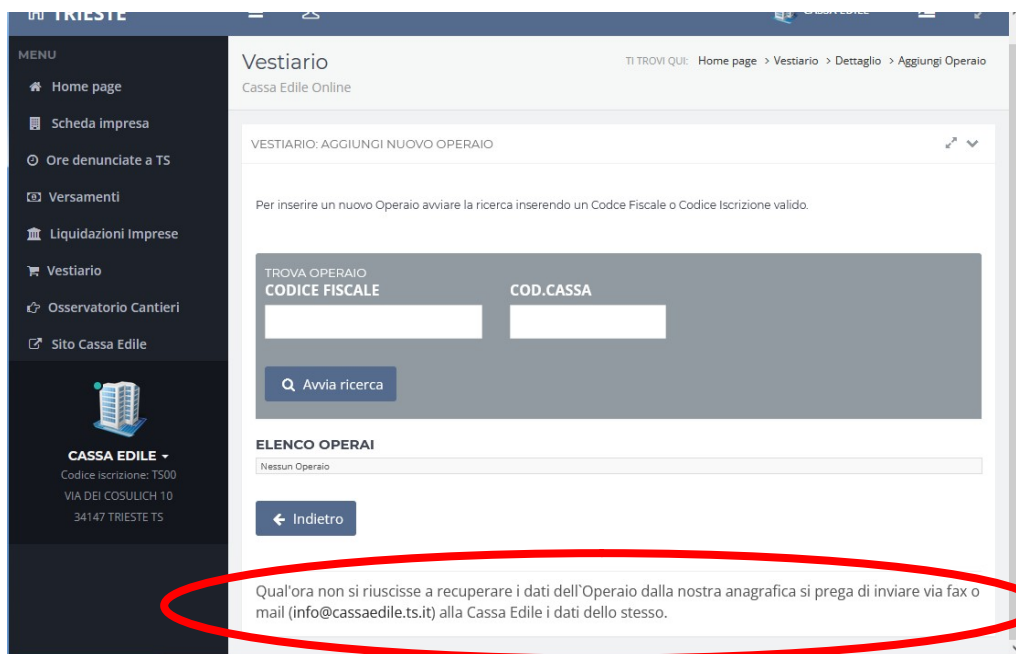 TRIESTE
CASSA EDILE
MENU
Home page
Scheda impresa
Ore denunciate a TS
Versamenti
Liquidazioni Imprese
Vestiario
Osservatorio Cantieri
Sito Cassa Edile
CASSA EDILE
Codice iscrizione: TS00
VIA DEI COSULICH 10
34147 TRIESTE TS
Vestiario
TI TROVI QUI: Home page > Vestiario > Dettaglio > Aggiungi Operaio
Cassa Edile Online
VESTIARIO: AGGIUNGI NUOVO OPERAIO
Per inserire un nuovo Operaio avviare la ricerca inserendo un Codce Fiscale o Codice Iscrizione valido.
TROVA OPERAIO
CODICE FISCALE COD.CASSA
Avvia ricerca
ELENCO OPERAI
Nessun Operaio
Indietro
Qual'ora non si riuscisse a recuperare i dati dell`Operaio dalla nostra anagrafica si prega di inviare via fax o
mail (info@cassaedile.ts.it) alla Cassa Edile i dati dello stesso.